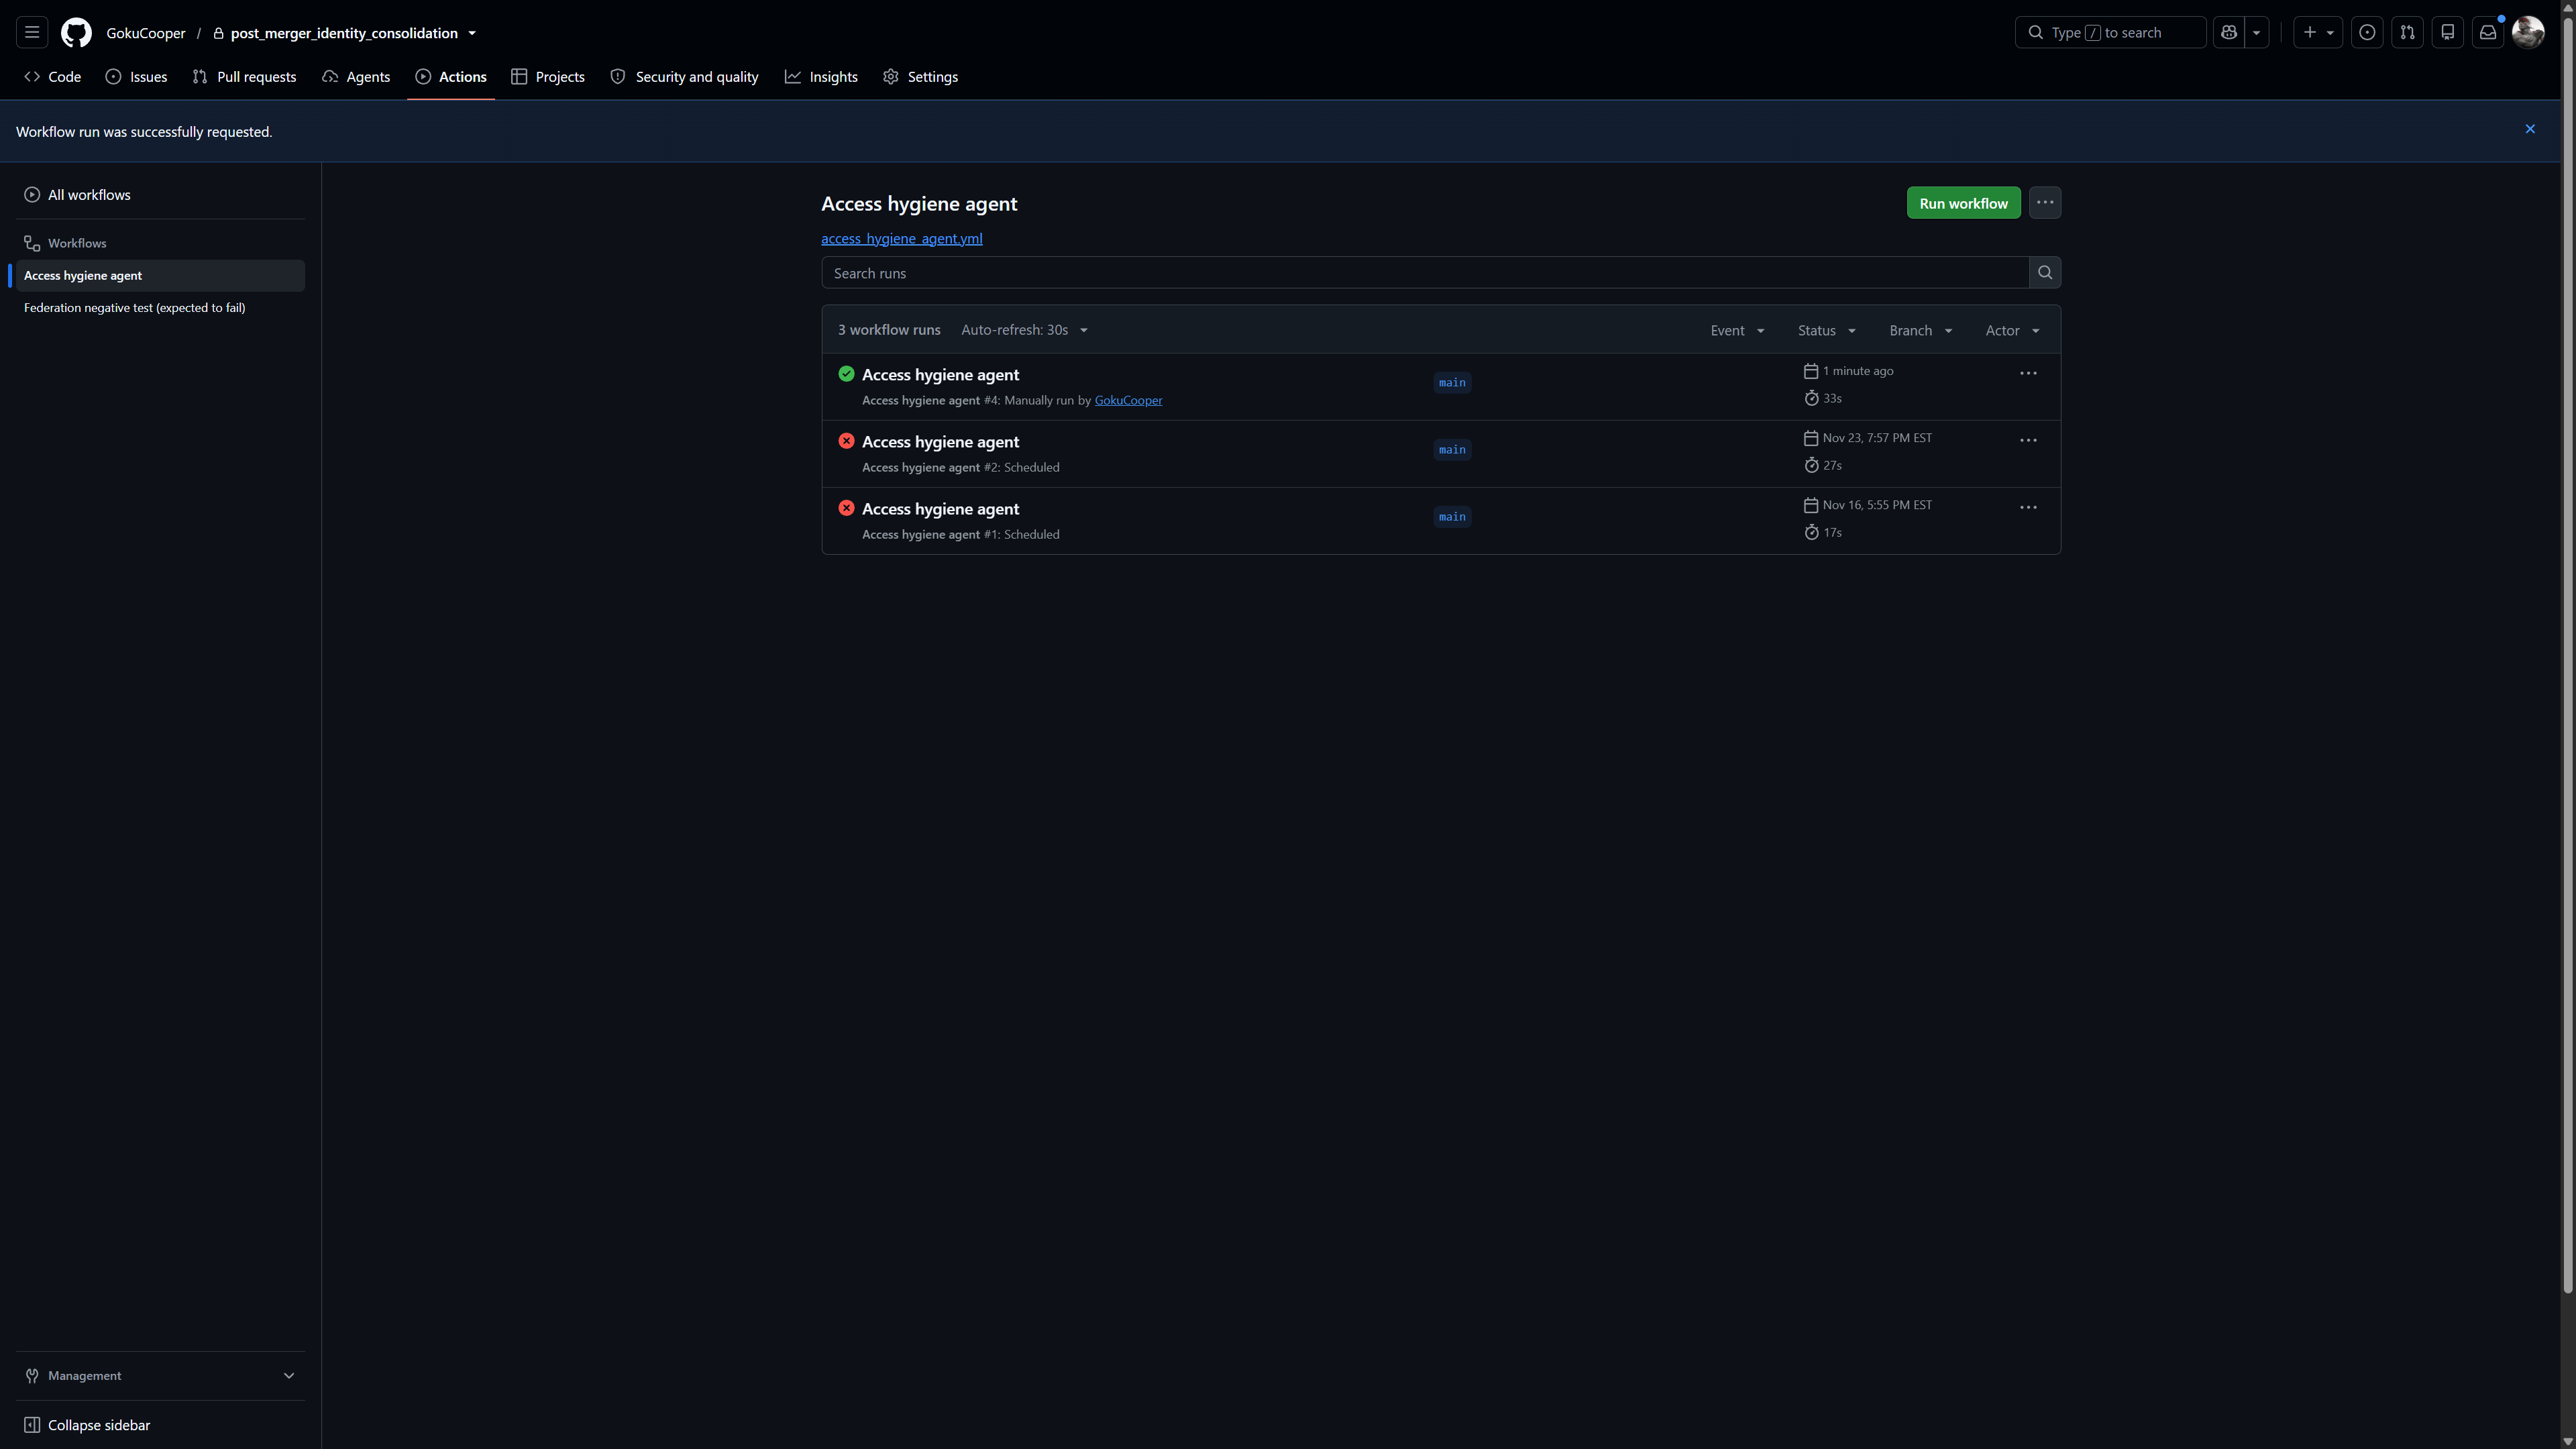 GokuCooper / post_merger_identity_consolidation
Type / to search
Code Issues Pull requests Agents Actions Projects Security and quality Insights Settings
Workflow run was successfully requested.
All workflows
Workflows
Access hygiene agent
Federation negative test (expected to fail)
Management
Collapse sidebar
Access hygiene agent
Run workflow
access_hygiene_agent.yml
Search runs
3 workflow runs Auto-refresh: 30s Event Status Branch Actor
Access hygiene agent
Access hygiene agent #4: Manually run by GokuCooper
main
1 minute ago
33s
Access hygiene agent
Access hygiene agent #2: Scheduled
main
Nov 23, 7:57 PM EST
27s
Access hygiene agent
Access hygiene agent #1: Scheduled
main
Nov 16, 5:55 PM EST
17s